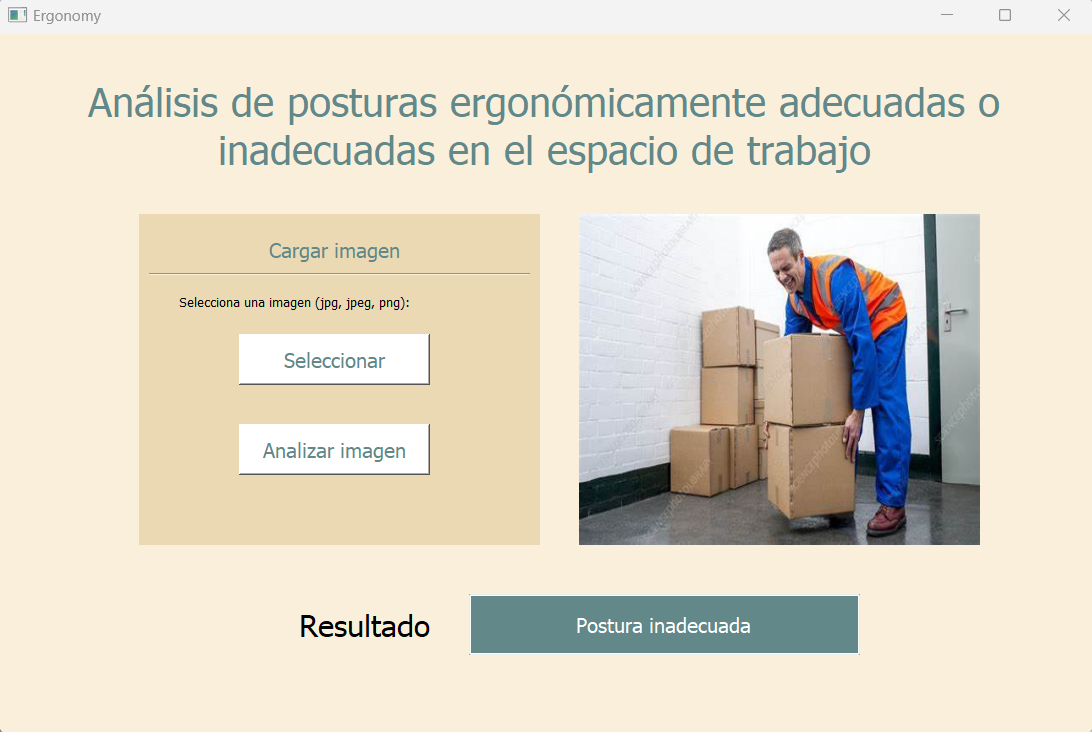 Ergonomy
Análisis de posturas ergonómicamente adecuadas o
inadecuadas en el espacio de trabajo
Cargar imagen
Selecciona una imagen (jpg, jpeg, png):
Seleccionar
Analizar imagen
Resultado
Postura inadecuada